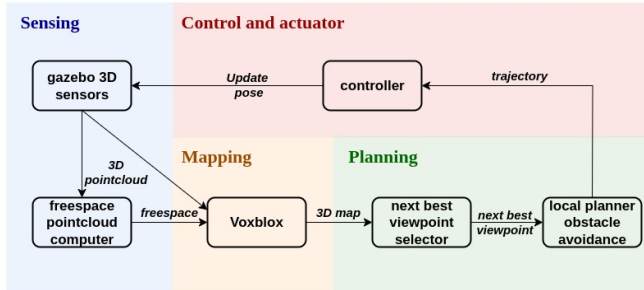 Sensing
Control and actuator
gazebo 3D
sensors
Update
pose
controller
trajectory
3D
pointcloud
Mapping
Planning
freespace
pointcloud
computer
freespace
Voxblox
3D map
next best
viewpoint
selector
next best
viewpoint
local planner
obstacle
avoidance